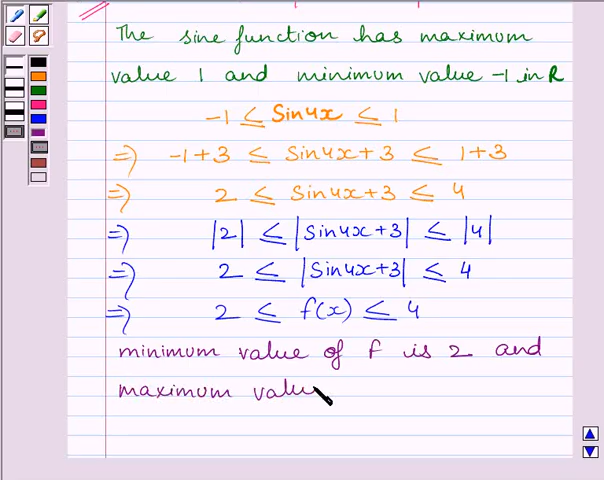 The sine function has maximum
value 1 and minimum value -1 in R
-1 ≤ Sin4x ≤ 1
⇒) -1+3 ≤ Sin4x+3 ≤ 1+3
⇒) 2 ≤ Sin4x+3 ≤ 4
⇒) |2| ≤ |Sin4x+3| ≤ |4|
⇒) 2 ≤ |Sin4x+3| ≤ 4
⇒) 2 ≤ f(x) ≤ 4
minimum value of f is 2 and
maximum valu